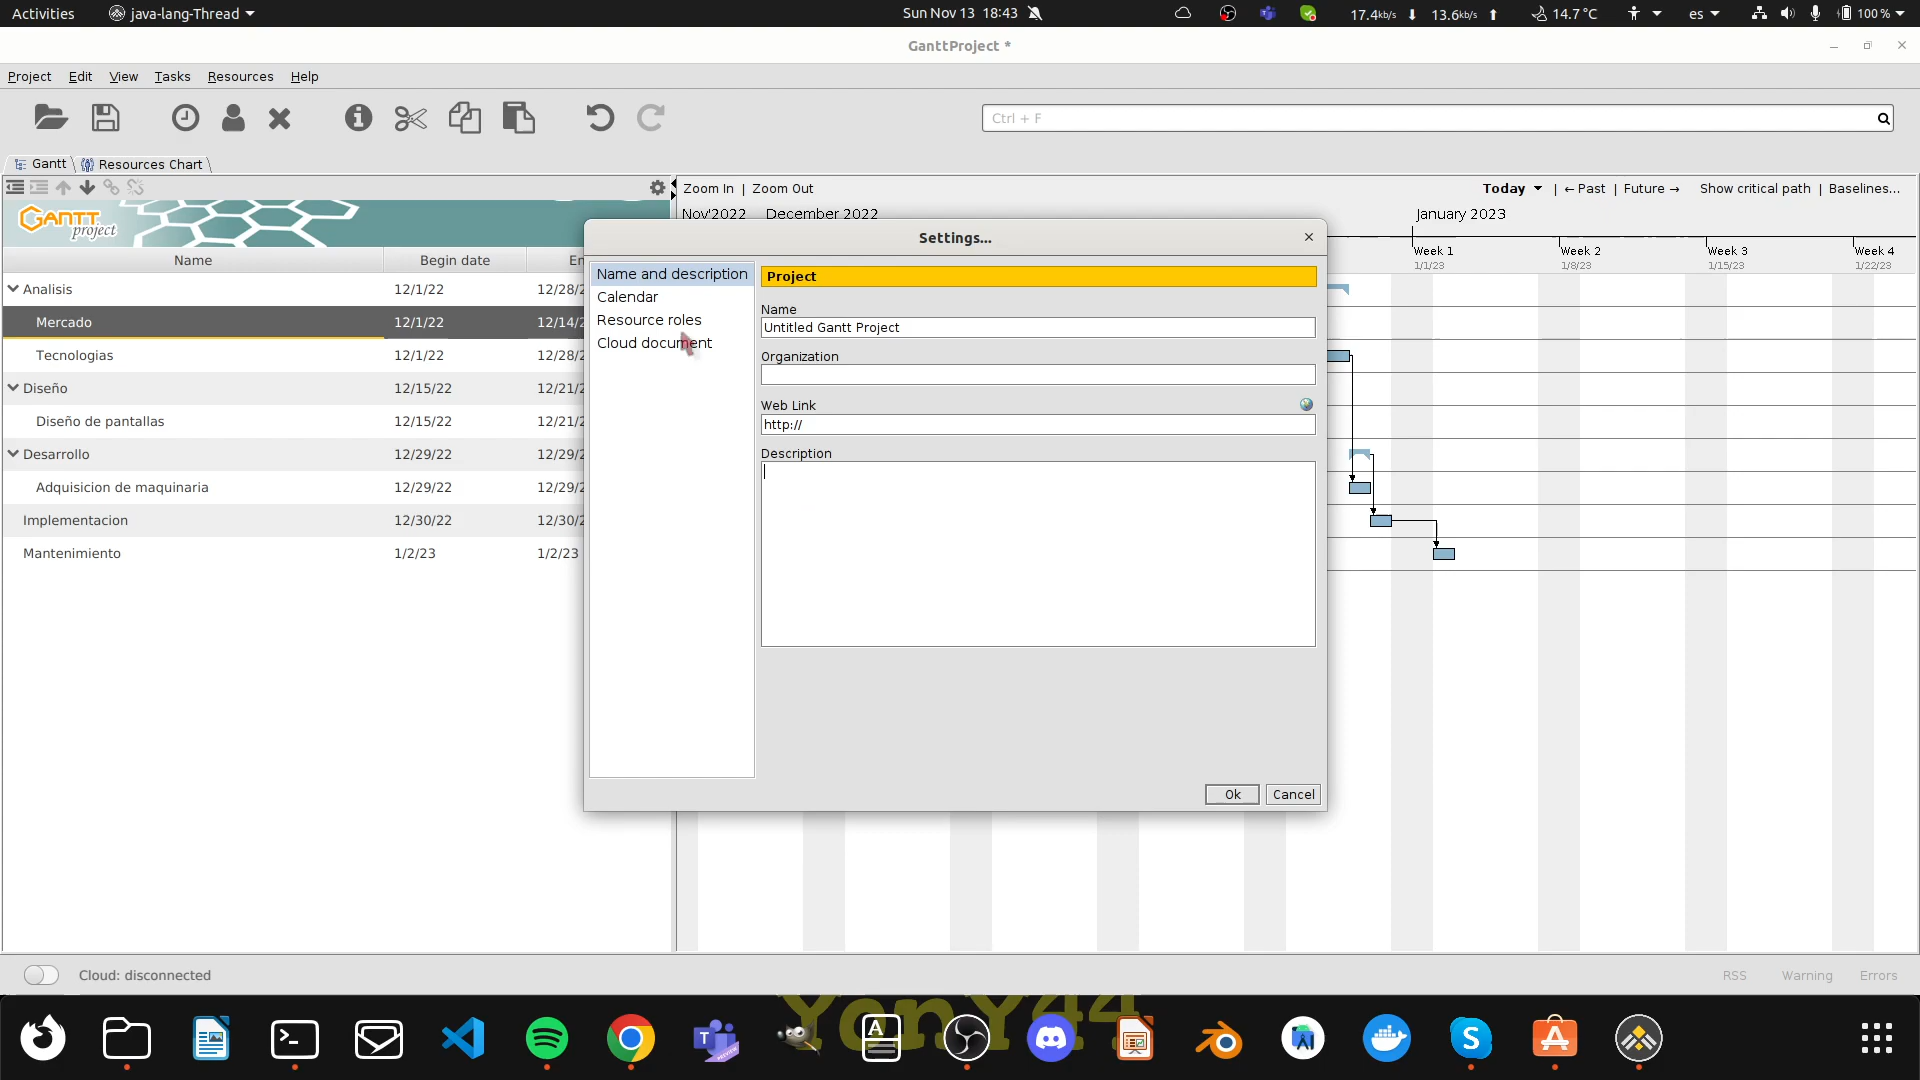 Activities java-lang-Thread Sun Nov 13 18:43 17.4kb/s 13.6kb/s 14.7 °C es 100 %
GanttProject *
Project Edit View Tasks Resources Help
Ctrl + F
Gantt Resources Chart
Zoom In | Zoom Out Today | ←Past | Future → Show critical path | Baselines...
Nov'2022 December 2022 January 2023
GANTT project
Week 1 Week 2 Week 3 Week 4
1/1/23 1/8/23 1/15/23 1/22/23
Name Begin date En
Analisis 12/1/22 12/28/2
Mercado 12/1/22 12/14/2
Tecnologias 12/1/22 12/28/2
Diseño 12/15/22 12/21/2
Diseño de pantallas 12/15/22 12/21/2
Desarrollo 12/29/22 12/29/2
Adquisicion de maquinaria 12/29/22 12/29/2
Implementacion 12/30/22 12/30/2
Mantenimiento 1/2/23 1/2/23
Settings...
Name and description
Calendar
Resource roles
Cloud document
Project
Name
Untitled Gantt Project
Organization
Web Link
http://
Description
Ok Cancel
Cloud: disconnected RSS Warning Errors
YonY44